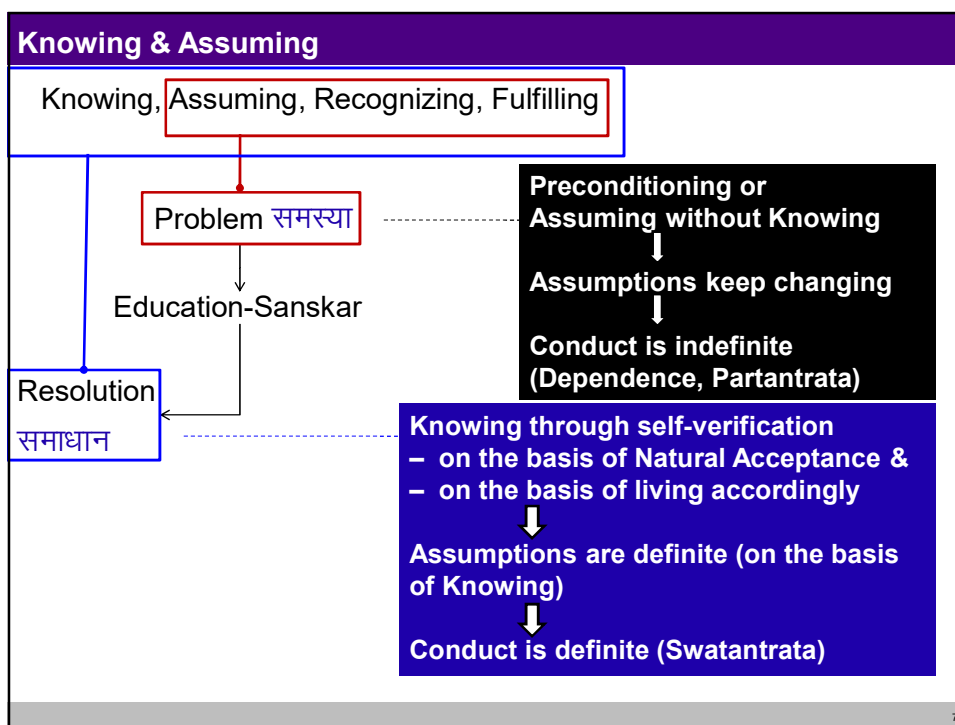 Knowing & Assuming
Knowing, Assuming, Recognizing, Fulfilling
Problem समस्या
Education-Sanskar
Resolution
समाधान
Preconditioning or
Assuming without Knowing
Assumptions keep changing
Conduct is indefinite
(Dependence, Partantrata)
Knowing through self-verification
– on the basis of Natural Acceptance &
– on the basis of living accordingly
Assumptions are definite (on the basis
of Knowing)
Conduct is definite (Swatantrata)